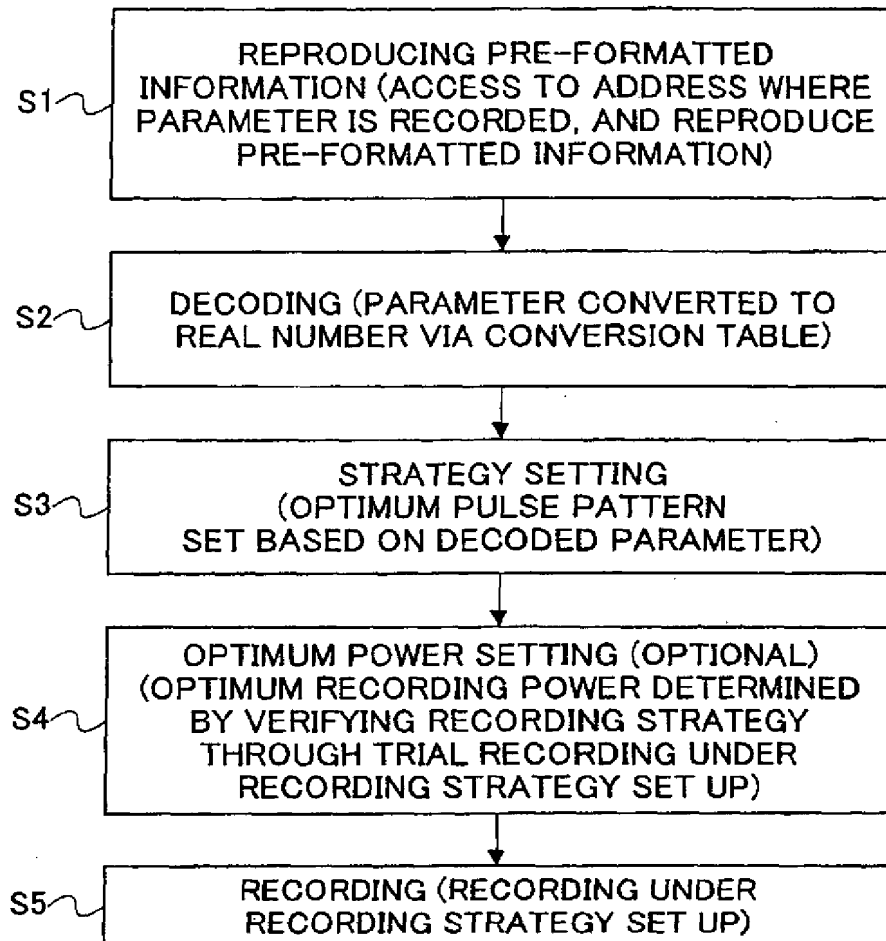 REPRODUCING PRE-FORMATTED
INFORMATION (ACCESS TO ADDRESS WHERE
PARAMETER IS RECORDED, AND REPRODUCE
PRE-FORMATTED INFORMATION)
S1
DECODING (PARAMETER CONVERTED TO
REAL NUMBER VIA CONVERSION TABLE)
S2
STRATEGY SETTING
(OPTIMUM PULSE PATTERN
SET BASED ON DECODED PARAMETER)
S3
OPTIMUM POWER SETTING (OPTIONAL)
(OPTIMUM RECORDING POWER DETERMINED
BY VERIFYING RECORDING STRATEGY
THROUGH TRIAL RECORDING UNDER
RECORDING STRATEGY SET UP)
S4
RECORDING (RECORDING UNDER
RECORDING STRATEGY SET UP)
S5